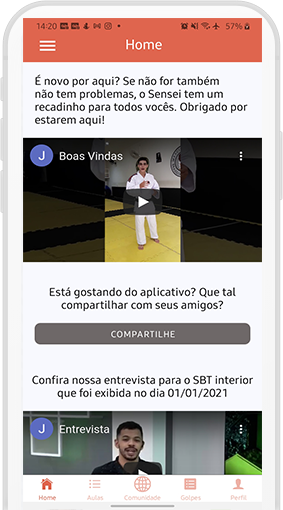 14:20
57%
Home
É novo por aqui? Se não for também
não tem problemas, o Sensei tem um
recadinho para todos vocês. Obrigado por
estarem aqui!
J Boas Vindas
Está gostando do aplicativo? Que tal
compartilhar com seus amigos?
COMPARTILHE
Confira nossa entrevista para o SBT interior
que foi exibida no dia 01/01/2021
J Entrevista
Home Aulas Comunidade Golpes Perfil